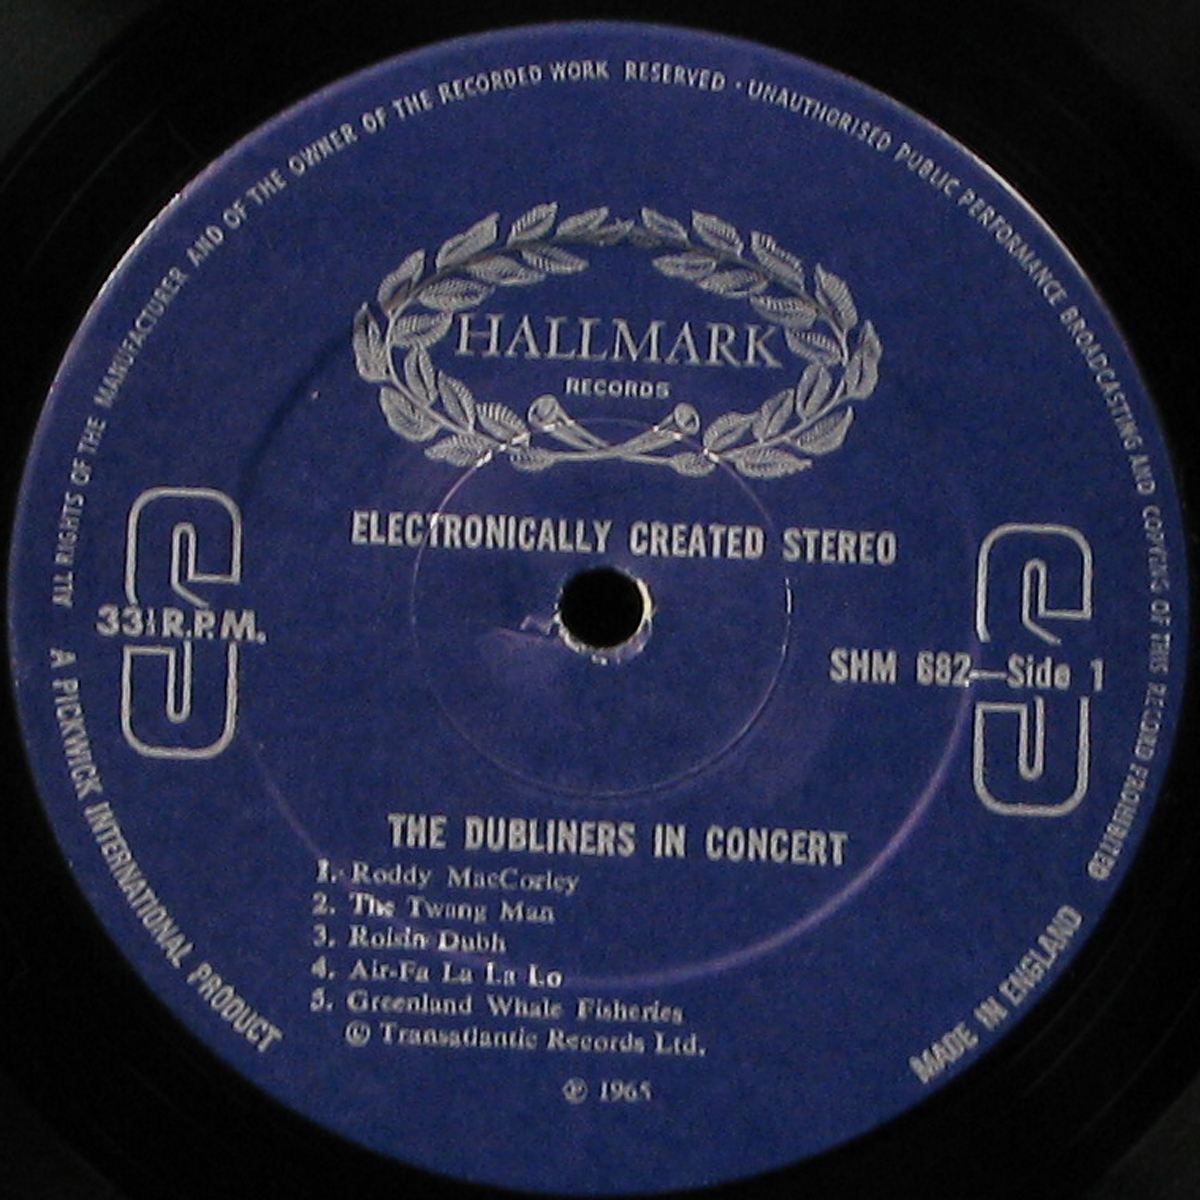 ALL RIGHTS OF THE MANUFACTURER AND OF THE OWNER OF THE RECORDED WORK RESERVED · UNAUTHORISED PUBLIC PERFORMANCE BROADCASTING AND COPYING OF THIS RECORD PROHIBITED
HALLMARK
RECORDS
ELECTRONICALLY CREATED STEREO
33⅓ R.P.M.
SHM 682—Side 1
THE DUBLINERS IN CONCERT
1. Roddy MacCorley
2. The Twang Man
3. Roisin Dubh
4. Air-Fa La La Lo
5. Greenland Whale Fisheries
© Transatlantic Records Ltd.
℗ 1965
A PICKWICK INTERNATIONAL PRODUCT
MADE IN ENGLAND